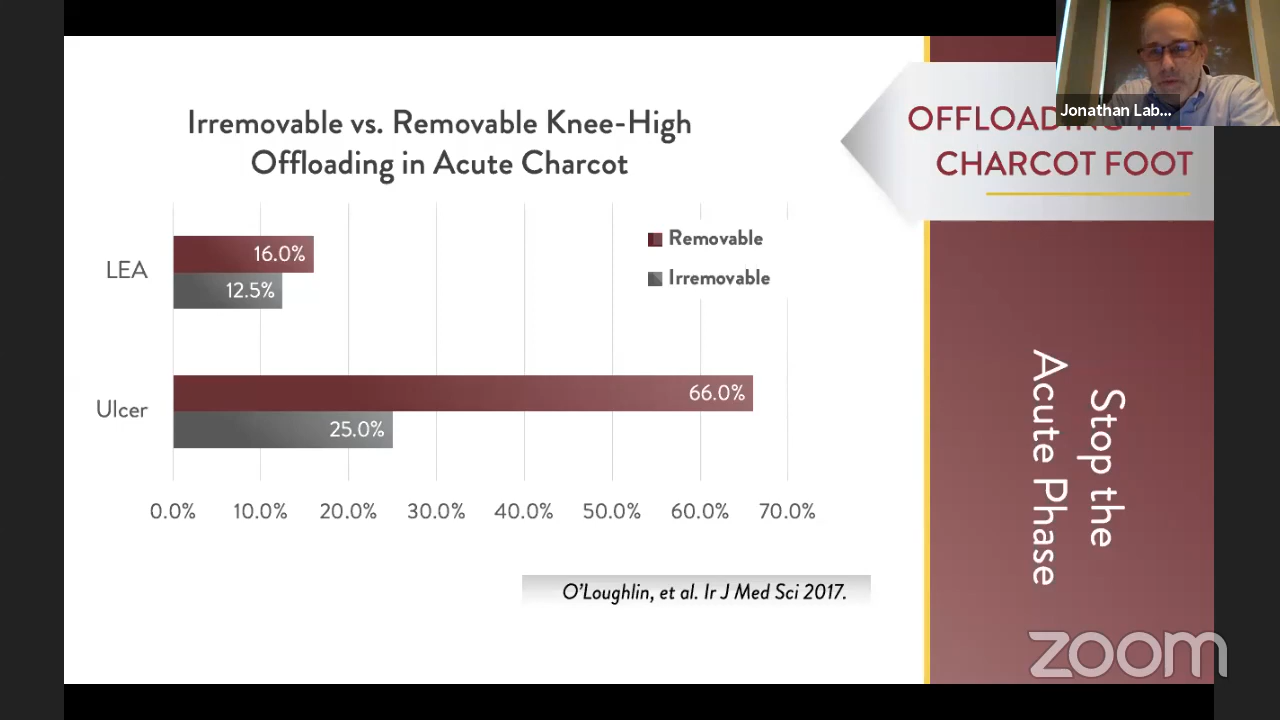 Irremovable vs. Removable Knee-High
Offloading in Acute Charcot
Removable
Irremovable
LEA
16.0%
12.5%
Ulcer
66.0%
25.0%
0.0% 10.0% 20.0% 30.0% 40.0% 50.0% 60.0% 70.0%
O'Loughlin, et al. Ir J Med Sci 2017.
OFFLOADING THE
CHARCOT FOOT
Stop the
Acute Phase
Jonathan Lab...
zoom